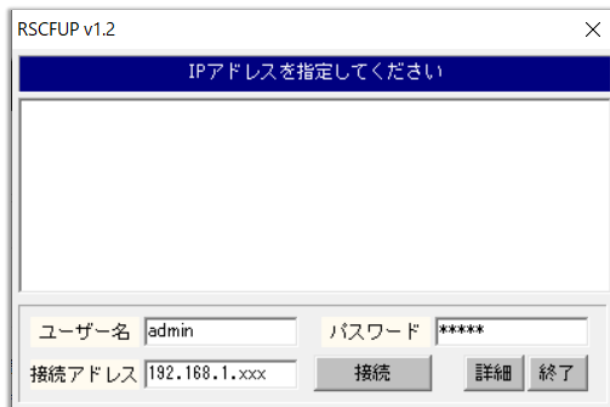 RSCFUP v1.2
IPアドレスを指定してください
ユーザー名 admin パスワード *****
接続アドレス 192.168.1.xxx 接続 詳細 終了